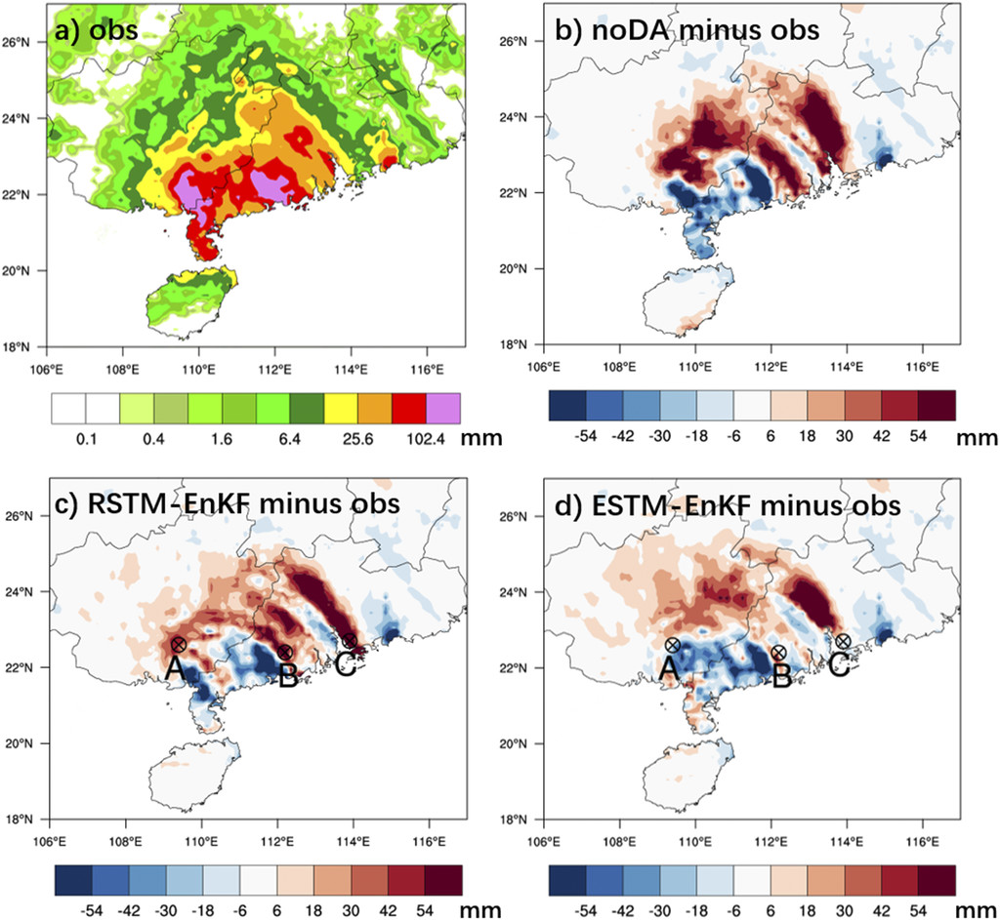 a) obs
26°N
24°N
22°N
20°N
18°N
106°E 108°E 110°E 112°E 114°E 116°E
0.1 0.4 1.6 6.4 25.6 102.4 mm
b) noDA minus obs
26°N
24°N
22°N
20°N
18°N
106°E 108°E 110°E 112°E 114°E 116°E
-54 -42 -30 -18 -6 6 18 30 42 54 mm
c) RSTM-EnKF minus obs
26°N
24°N
22°N
20°N
18°N
A B C
106°E 108°E 110°E 112°E 114°E 116°E
-54 -42 -30 -18 -6 6 18 30 42 54 mm
d) ESTM-EnKF minus obs
26°N
24°N
22°N
20°N
18°N
A B C
106°E 108°E 110°E 112°E 114°E 116°E
-54 -42 -30 -18 -6 6 18 30 42 54 mm